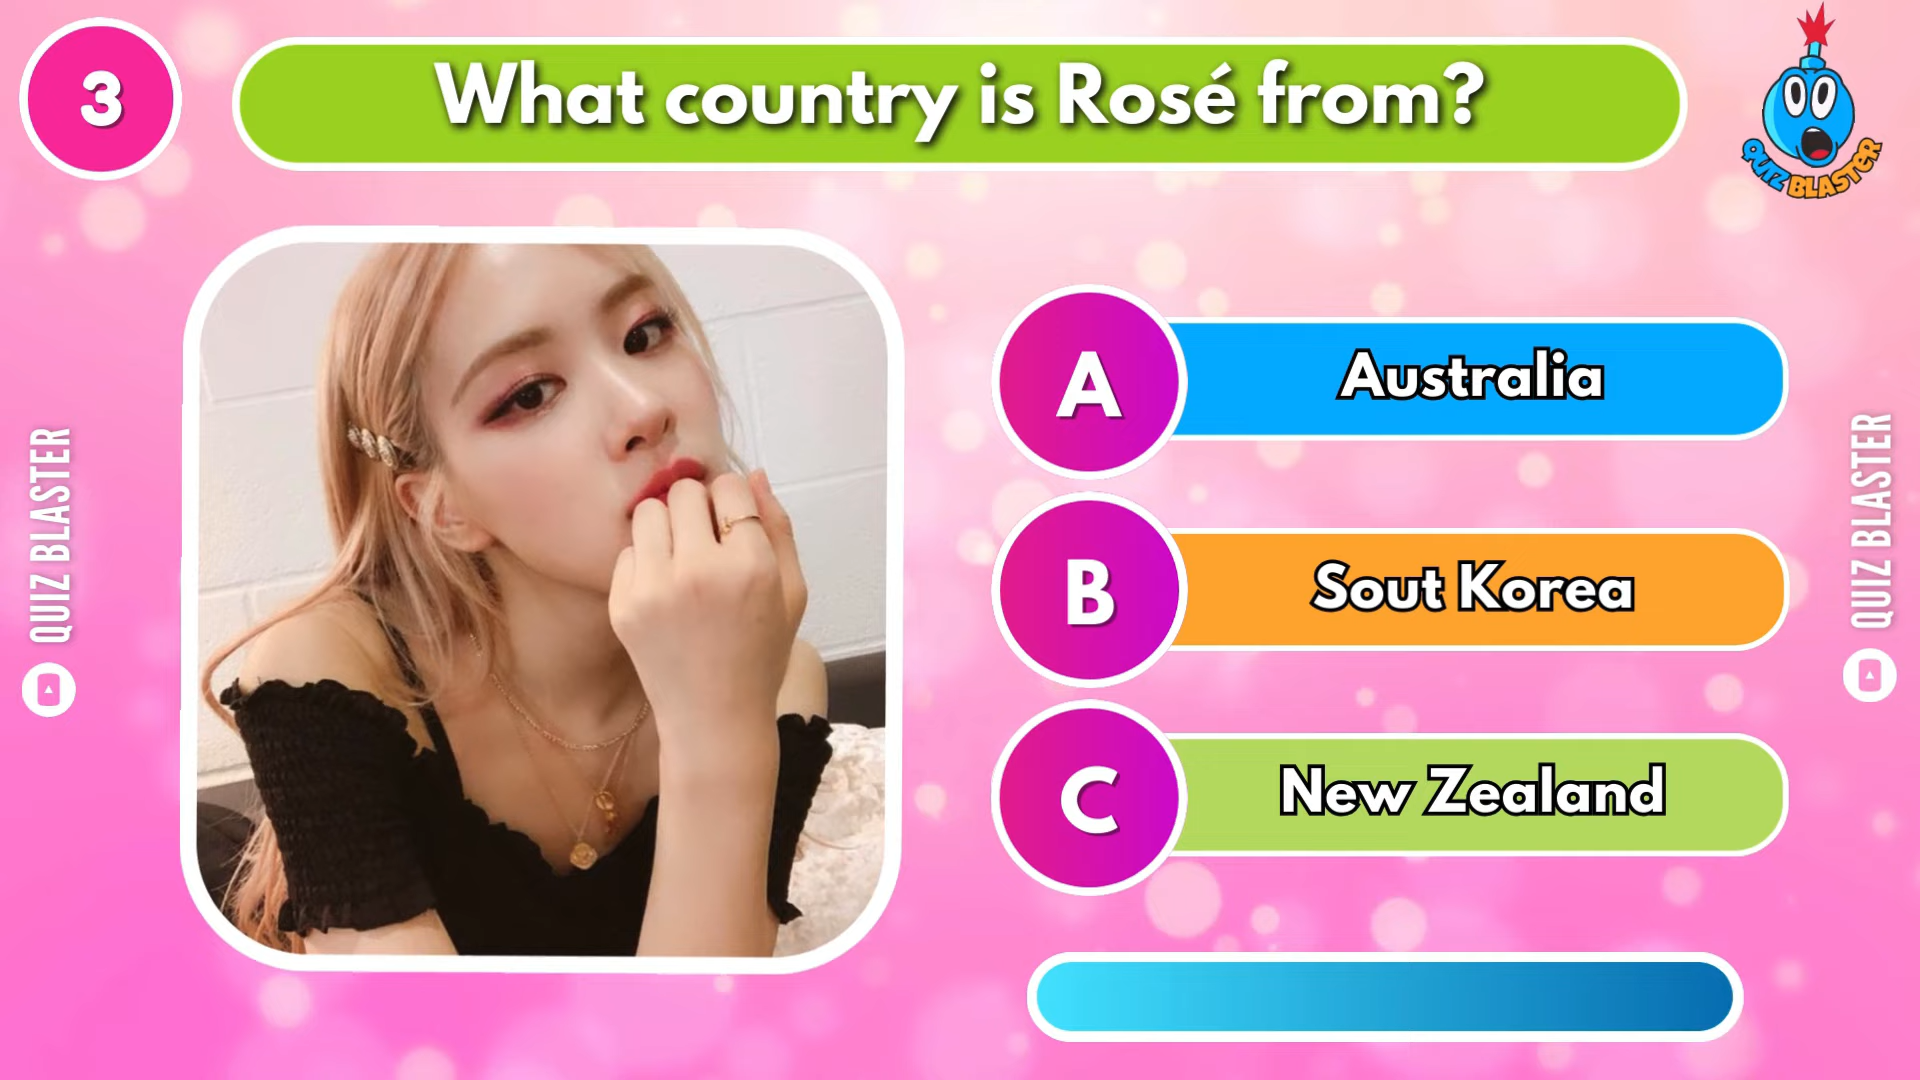 3
What country is Rosé from?
QUIZ BLASTER
A
Australia
B
Sout Korea
C
New Zealand
QUIZ BLASTER
QUIZ BLASTER